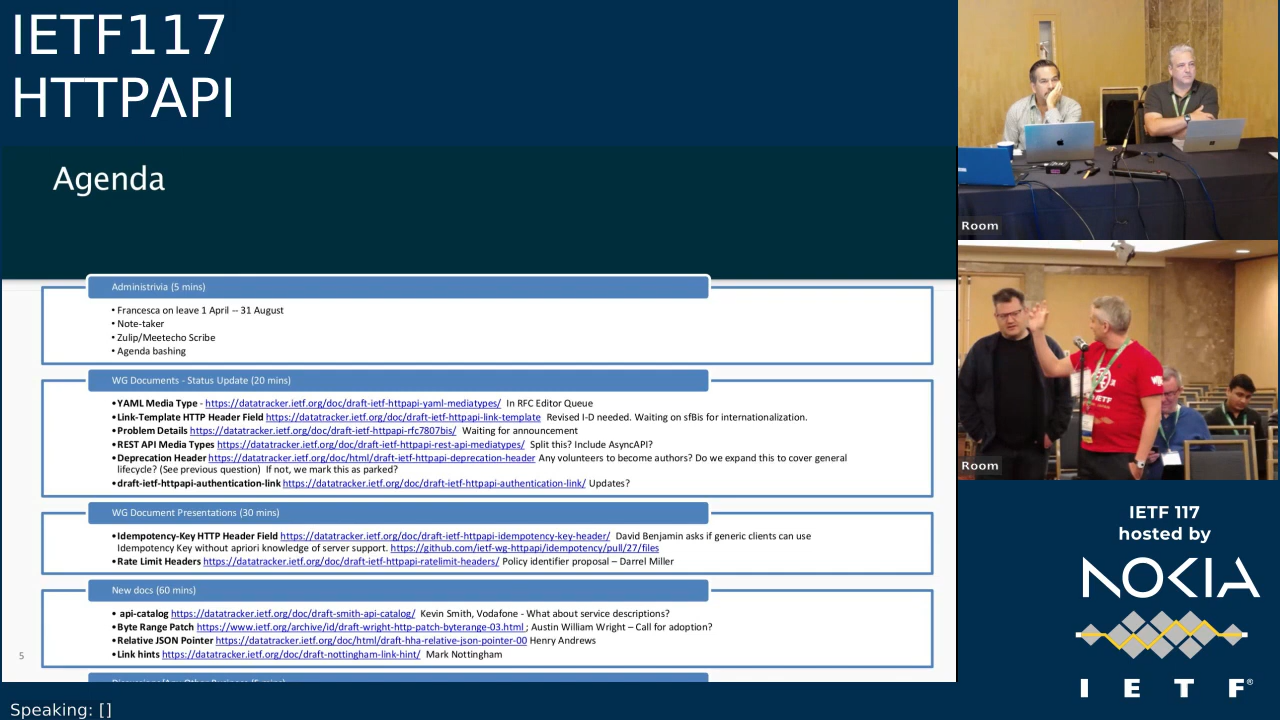 IETF117
HTTPAPI
Agenda
Administrivia (5 mins)
• Francesca on leave 1 April -- 31 August
• Note-taker
• Zulip/Meetecho Scribe
• Agenda bashing
WG Documents - Status Update (20 mins)
•YAML Media Type - https://datatracker.ietf.org/doc/draft-ietf-httpapi-yaml-mediatypes/ In RFC Editor Queue
•Link-Template HTTP Header Field https://datatracker.ietf.org/doc/draft-ietf-httpapi-link-template Revised I-D needed. Waiting on sfBis for internationalization.
•Problem Details https://datatracker.ietf.org/doc/draft-ietf-httpapi-rfc7807bis/ Waiting for announcement
•REST API Media Types https://datatracker.ietf.org/doc/draft-ietf-httpapi-rest-api-mediatypes/ Split this? Include AsyncAPI?
•Deprecation Header https://datatracker.ietf.org/doc/html/draft-ietf-httpapi-deprecation-header Any volunteers to become authors? Do we expand this to cover general
lifecycle? (See previous question) If not, we mark this as parked?
•draft-ietf-httpapi-authentication-link https://datatracker.ietf.org/doc/draft-ietf-httpapi-authentication-link/ Updates?
WG Document Presentations (30 mins)
•Idempotency-Key HTTP Header Field https://datatracker.ietf.org/doc/draft-ietf-httpapi-idempotency-key-header/ David Benjamin asks if generic clients can use
Idempotency Key without apriori knowledge of server support. https://github.com/ietf-wg-httpapi/idempotency/pull/27/files
•Rate Limit Headers https://datatracker.ietf.org/doc/draft-ietf-httpapi-ratelimit-headers/ Policy identifier proposal – Darrel Miller
New docs (60 mins)
• api-catalog https://datatracker.ietf.org/doc/draft-smith-api-catalog/ Kevin Smith, Vodafone - What about service descriptions?
•Byte Range Patch https://www.ietf.org/archive/id/draft-wright-http-patch-byterange-03.html ; Austin William Wright – Call for adoption?
•Relative JSON Pointer https://datatracker.ietf.org/doc/html/draft-hha-relative-json-pointer-00 Henry Andrews
•Link hints https://datatracker.ietf.org/doc/draft-nottingham-link-hint/ Mark Nottingham
5
Speaking: []
Room
Room
IETF 117
hosted by
NOKIA
I E T F®